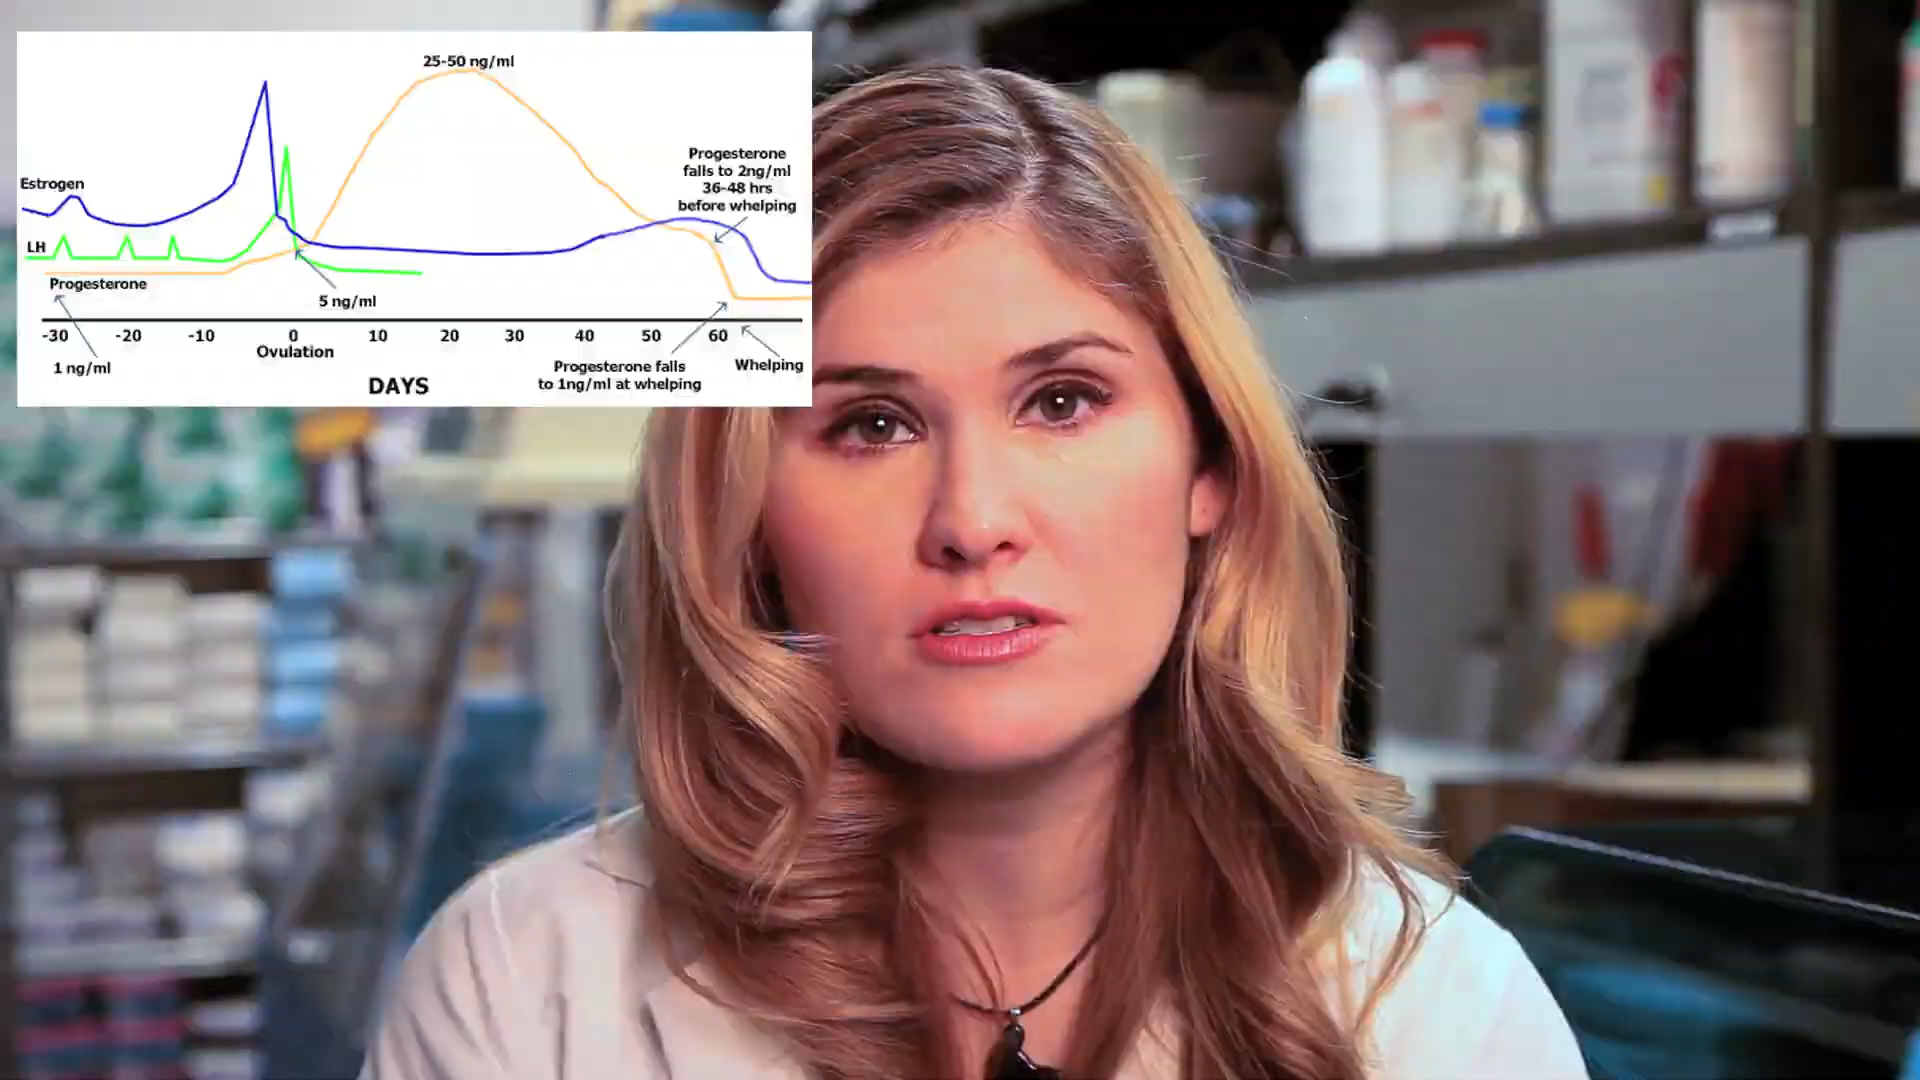 25-50 ng/ml
Progesterone
falls to 2ng/ml
36-48 hrs
before whelping
Estrogen
LH
Progesterone
5 ng/ml
-30 -20 -10 0 10 20 30 40 50 60
Ovulation
1 ng/ml
Progesterone falls
to 1ng/ml at whelping
Whelping
DAYS